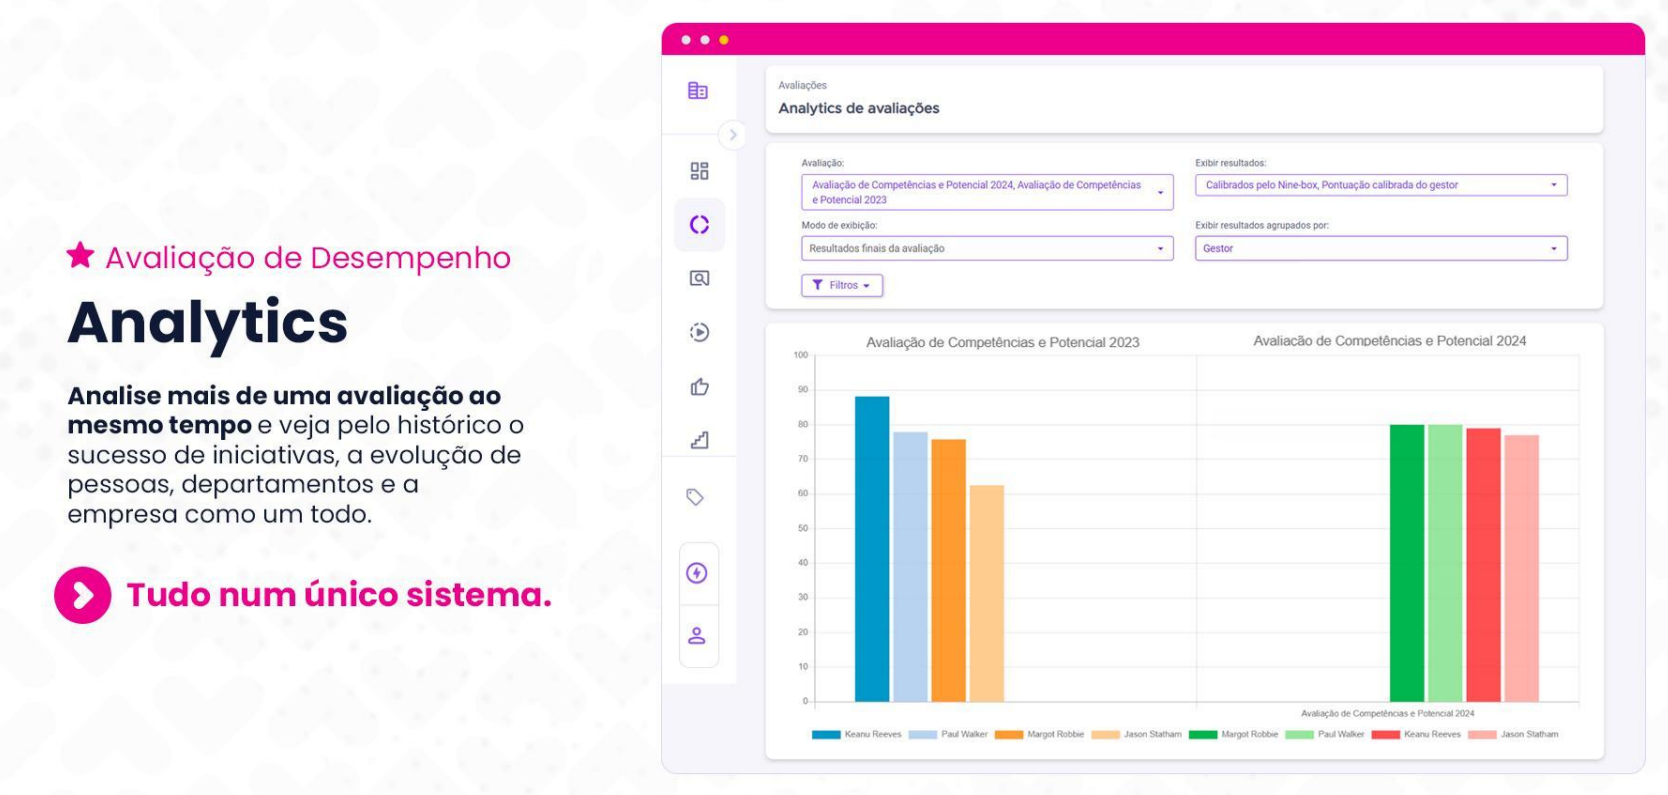 Avaliação de Desempenho
Analytics
Analise mais de uma avaliação ao
mesmo tempo e veja pelo histórico o
sucesso de iniciativas, a evolução de
pessoas, departamentos e a
empresa como um todo.
Tudo num único sistema.
Avaliações
Analytics de avaliações
Avaliação:
Avaliação de Competências e Potencial 2024, Avaliação de Competências
e Potencial 2023
Exibir resultados:
Calibrados pelo Nine-box, Pontuação calibrada do gestor
Modo de exibição:
Resultados finais da avaliação
Exibir resultados agrupados por:
Gestor
Filtros
Avaliação de Competências e Potencial 2023
Avaliação de Competências e Potencial 2024
100
90
80
70
60
50
40
30
20
10
0
Avaliação de Competências e Potencial 2024
Keanu Reeves Paul Walker Margot Robbie Jason Statham Margot Robbie Paul Walker Keanu Reeves Jason Statham